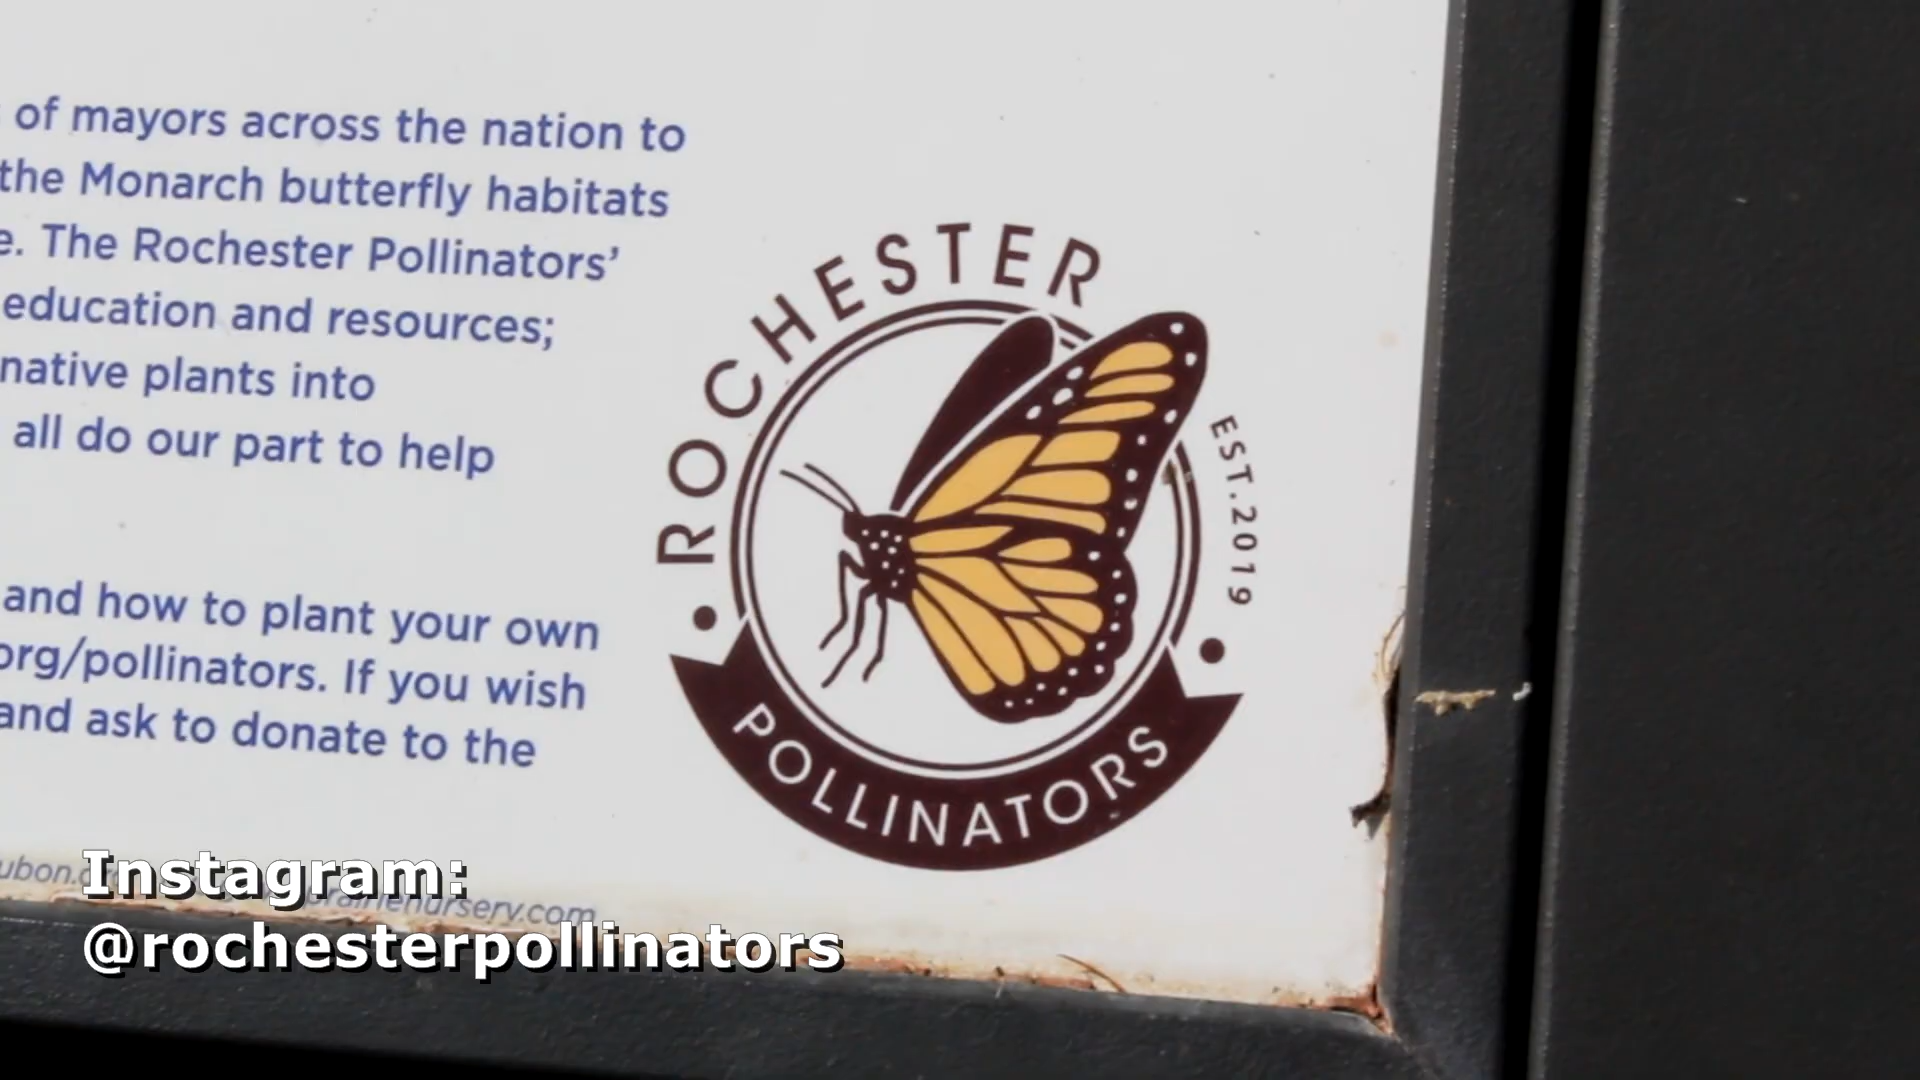 of mayors across the nation to
the Monarch butterfly habitats
e. The Rochester Pollinators’
education and resources;
native plants into
all do our part to help
and how to plant your own
org/pollinators. If you wish
and ask to donate to the
ROCHESTER
EST.2019
POLLINATORS
prairienursery.com
Instagram:
@rochesterpollinators